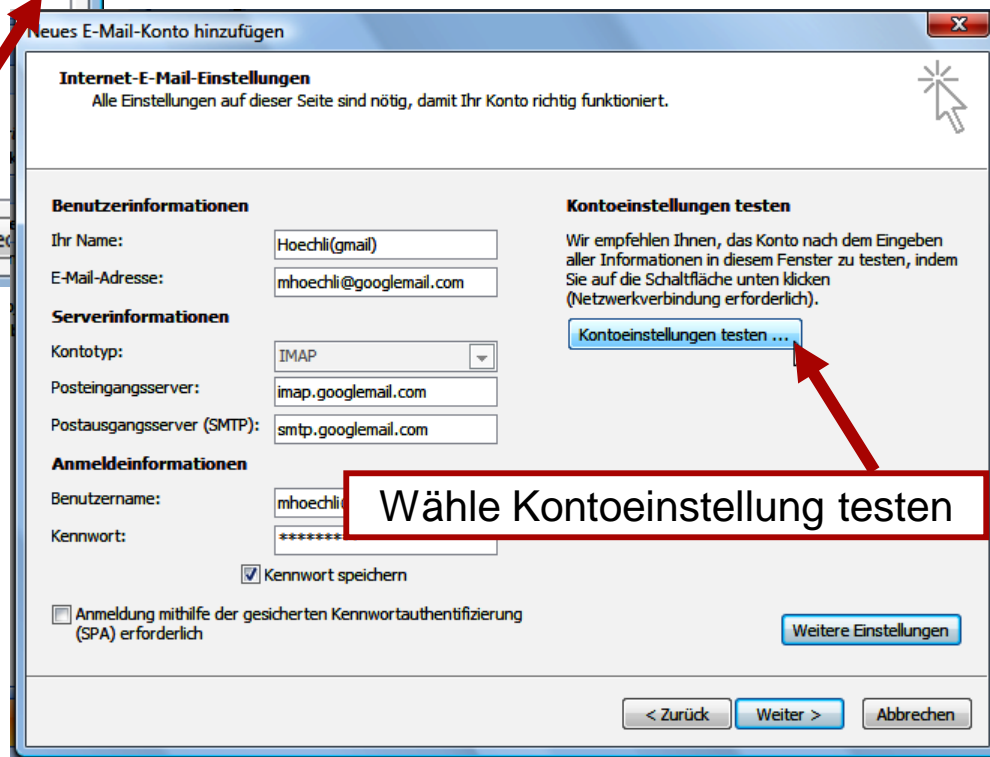 Neues E-Mail-Konto hinzufügen
Internet-E-Mail-Einstellungen
Alle Einstellungen auf dieser Seite sind nötig, damit Ihr Konto richtig funktioniert.
Benutzerinformationen
Ihr Name:
Hoechli(gmail)
E-Mail-Adresse:
mhoechli@googlemail.com
Serverinformationen
Kontotyp:
IMAP
Posteingangsserver:
imap.googlemail.com
Postausgangsserver (SMTP):
smtp.googlemail.com
Anmeldeinformationen
Benutzername:
mhoechli
Kennwort:
*********
Kennwort speichern
Anmeldung mithilfe der gesicherten Kennwortauthentifizierung
(SPA) erforderlich
Kontoeinstellungen testen
Wir empfehlen Ihnen, das Konto nach dem Eingeben
aller Informationen in diesem Fenster zu testen, indem
Sie auf die Schaltfläche unten klicken
(Netzwerkverbindung erforderlich).
Kontoeinstellungen testen ...
Wähle Kontoeinstellung testen
Weitere Einstellungen
< Zurück
Weiter >
Abbrechen